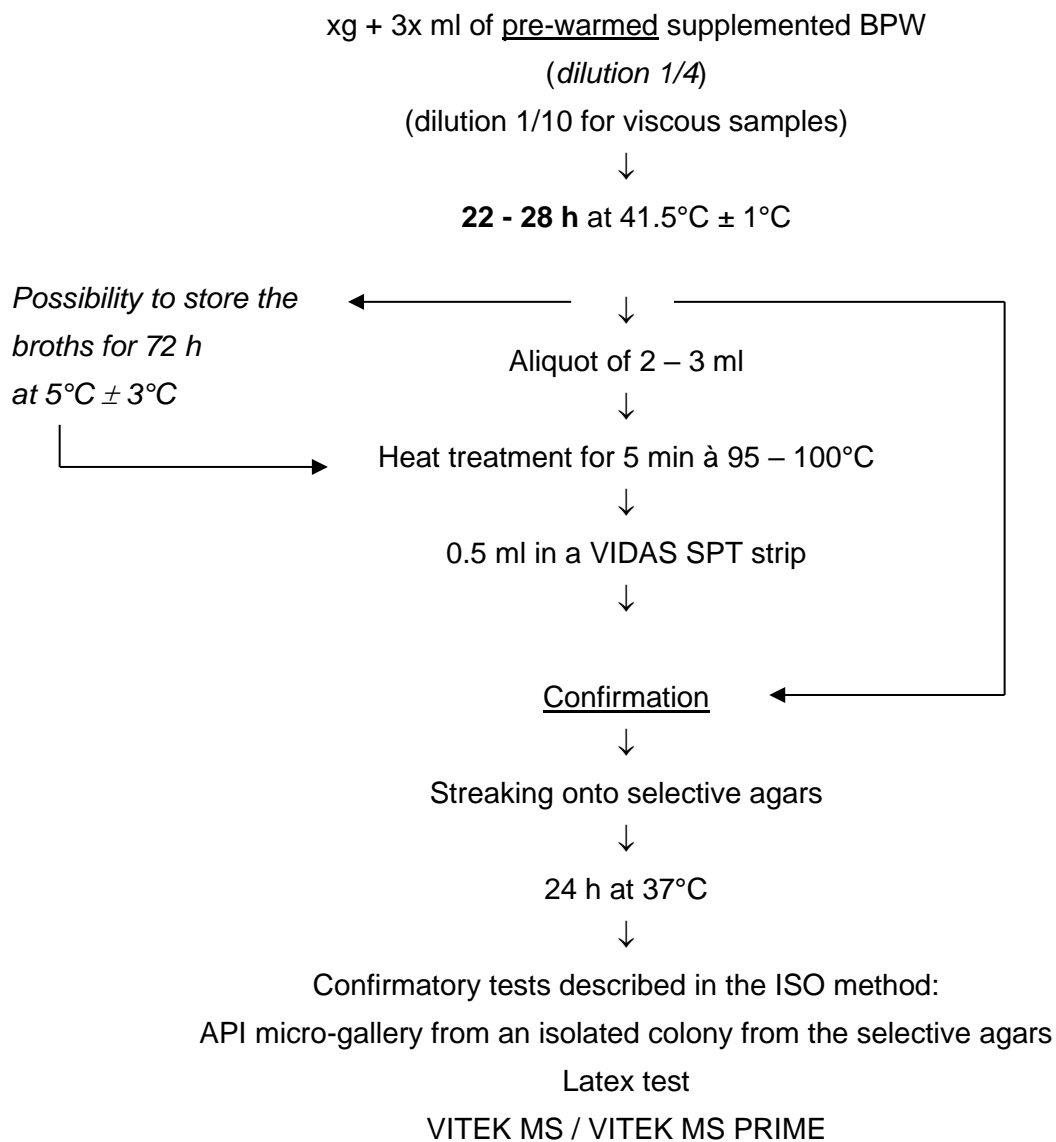 xg + 3x ml of pre-warmed supplemented BPW
(dilution 1/4)
(dilution 1/10 for viscous samples)
↓
22 - 28 h at 41.5°C ± 1°C
Possibility to store the
broths for 72 h
at 5°C ± 3°C
↓
Aliquot of 2 – 3 ml
↓
Heat treatment for 5 min à 95 – 100°C
↓
0.5 ml in a VIDAS SPT strip
↓
Confirmation
↓
Streaking onto selective agars
↓
24 h at 37°C
↓
Confirmatory tests described in the ISO method:
API micro-gallery from an isolated colony from the selective agars
Latex test
VITEK MS / VITEK MS PRIME